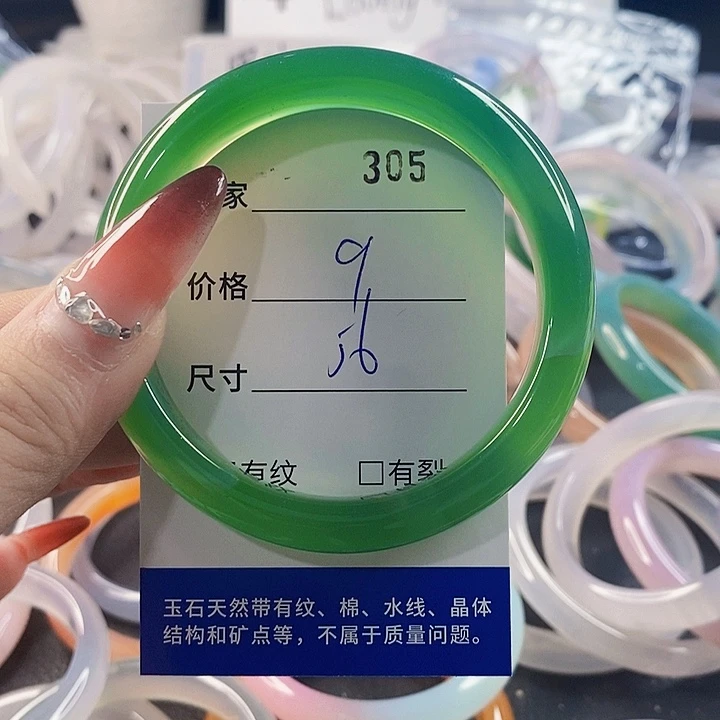 家 305
价格 9
尺寸 56
有纹 □有裂
玉石天然带有纹、棉、水线、晶体
结构和矿点等，不属于质量问题。